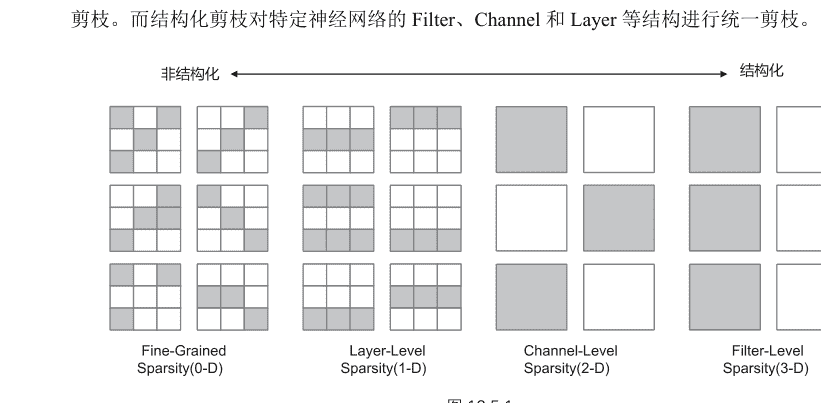 剪枝。而结构化剪枝对特定神经网络的 Filter、Channel 和 Layer 等结构进行统一剪枝。
非结构化
结构化
Fine-Grained
Sparsity(0-D)
Layer-Level
Sparsity(1-D)
Channel-Level
Sparsity(2-D)
Filter-Level
Sparsity(3-D)